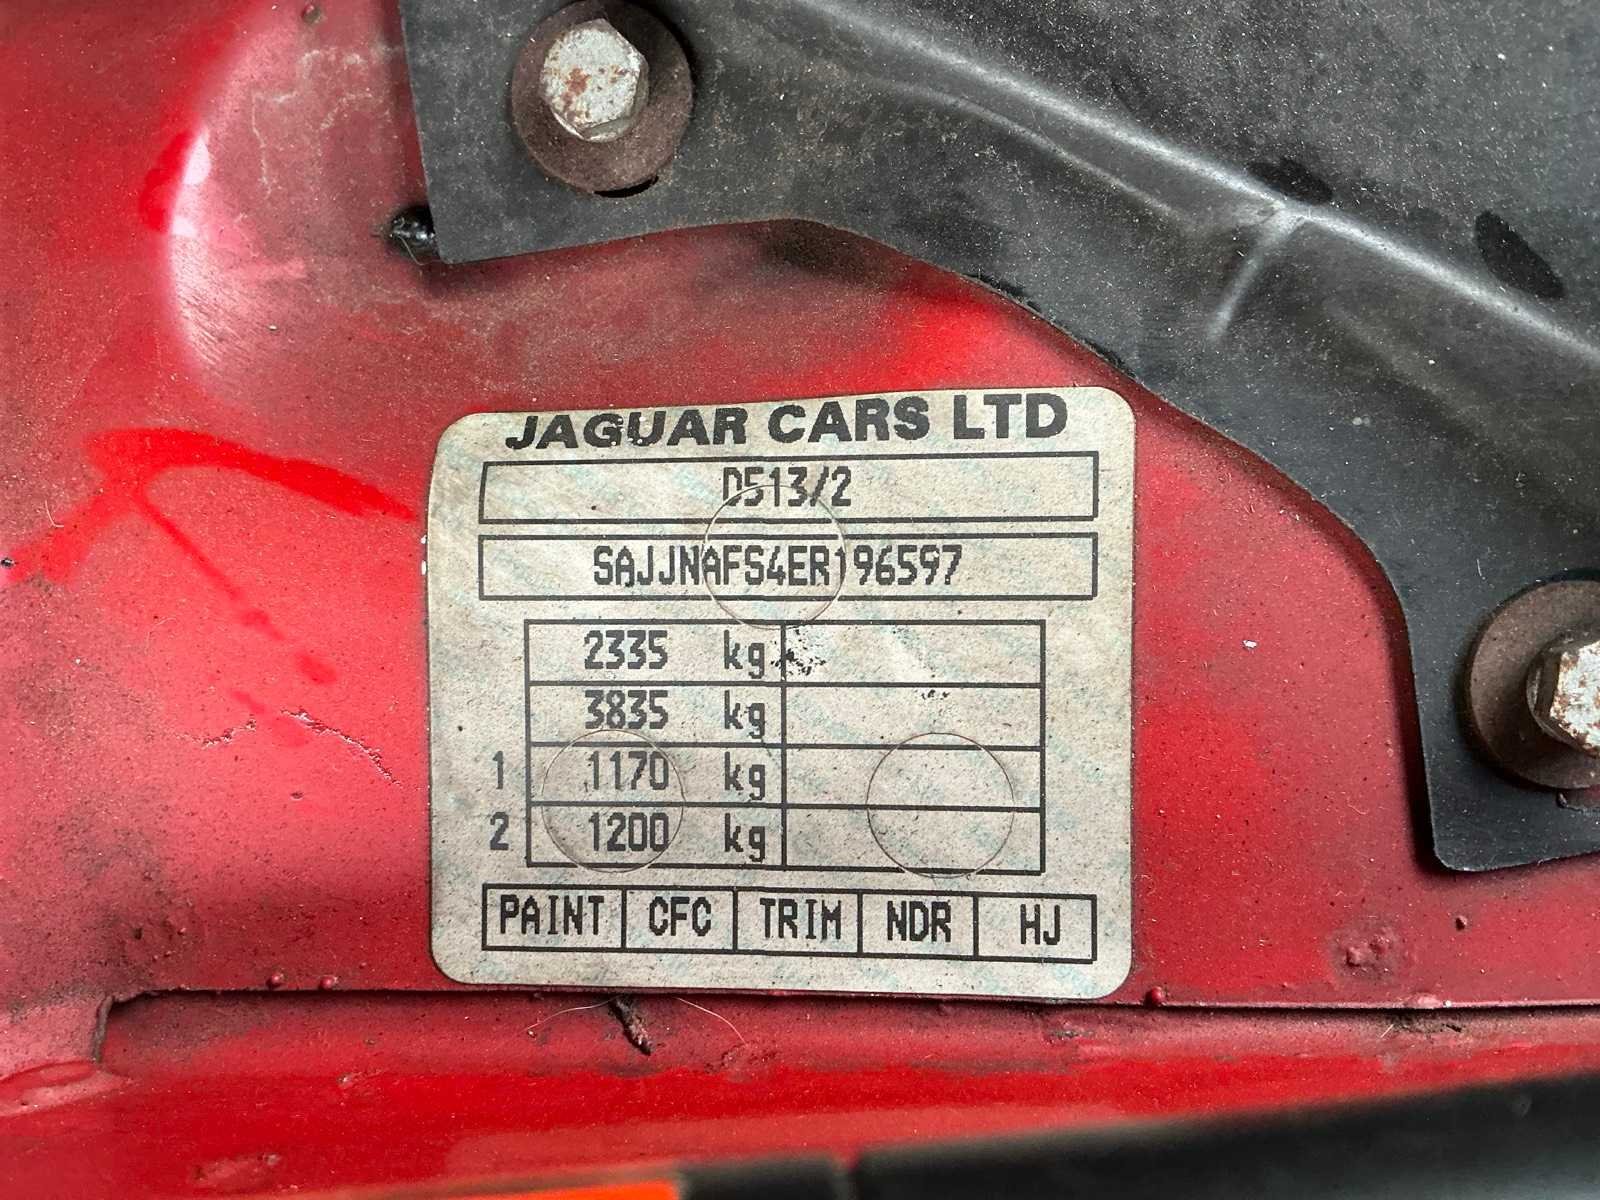 JAGUAR CARS LTD
D513/2
SAJJNAFS4ER196597
2335 kg
3835 kg
1 1170 kg
2 1200 kg
PAINT CFC TRIM NDR HJ